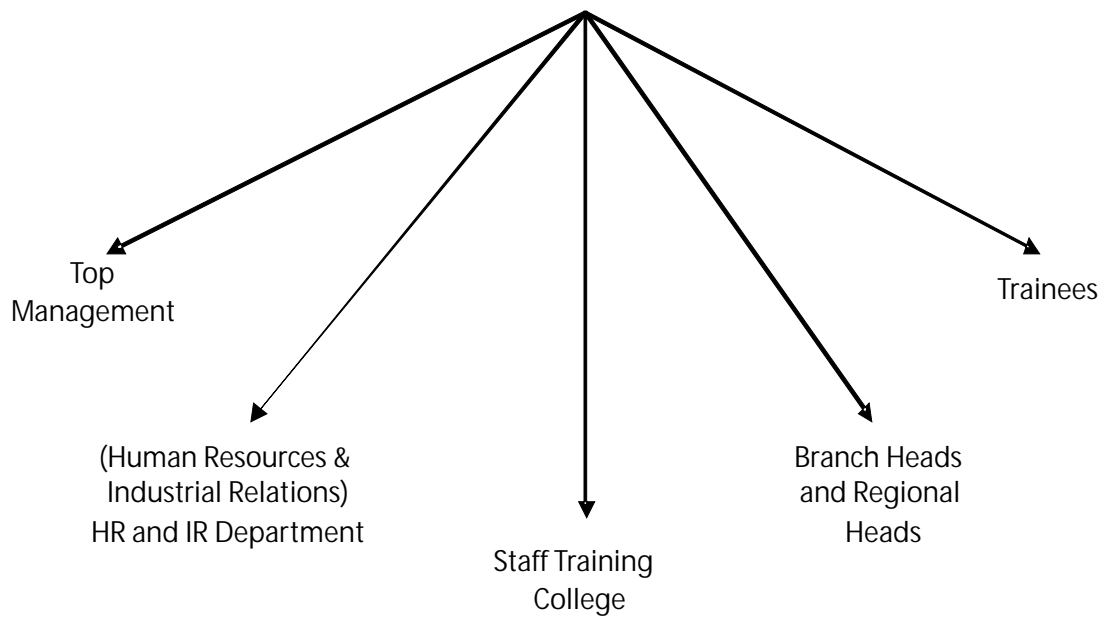 Top
Management
Trainees
(Human Resources &
Industrial Relations)
HR and IR Department
Branch Heads
and Regional
Heads
Staff Training
College